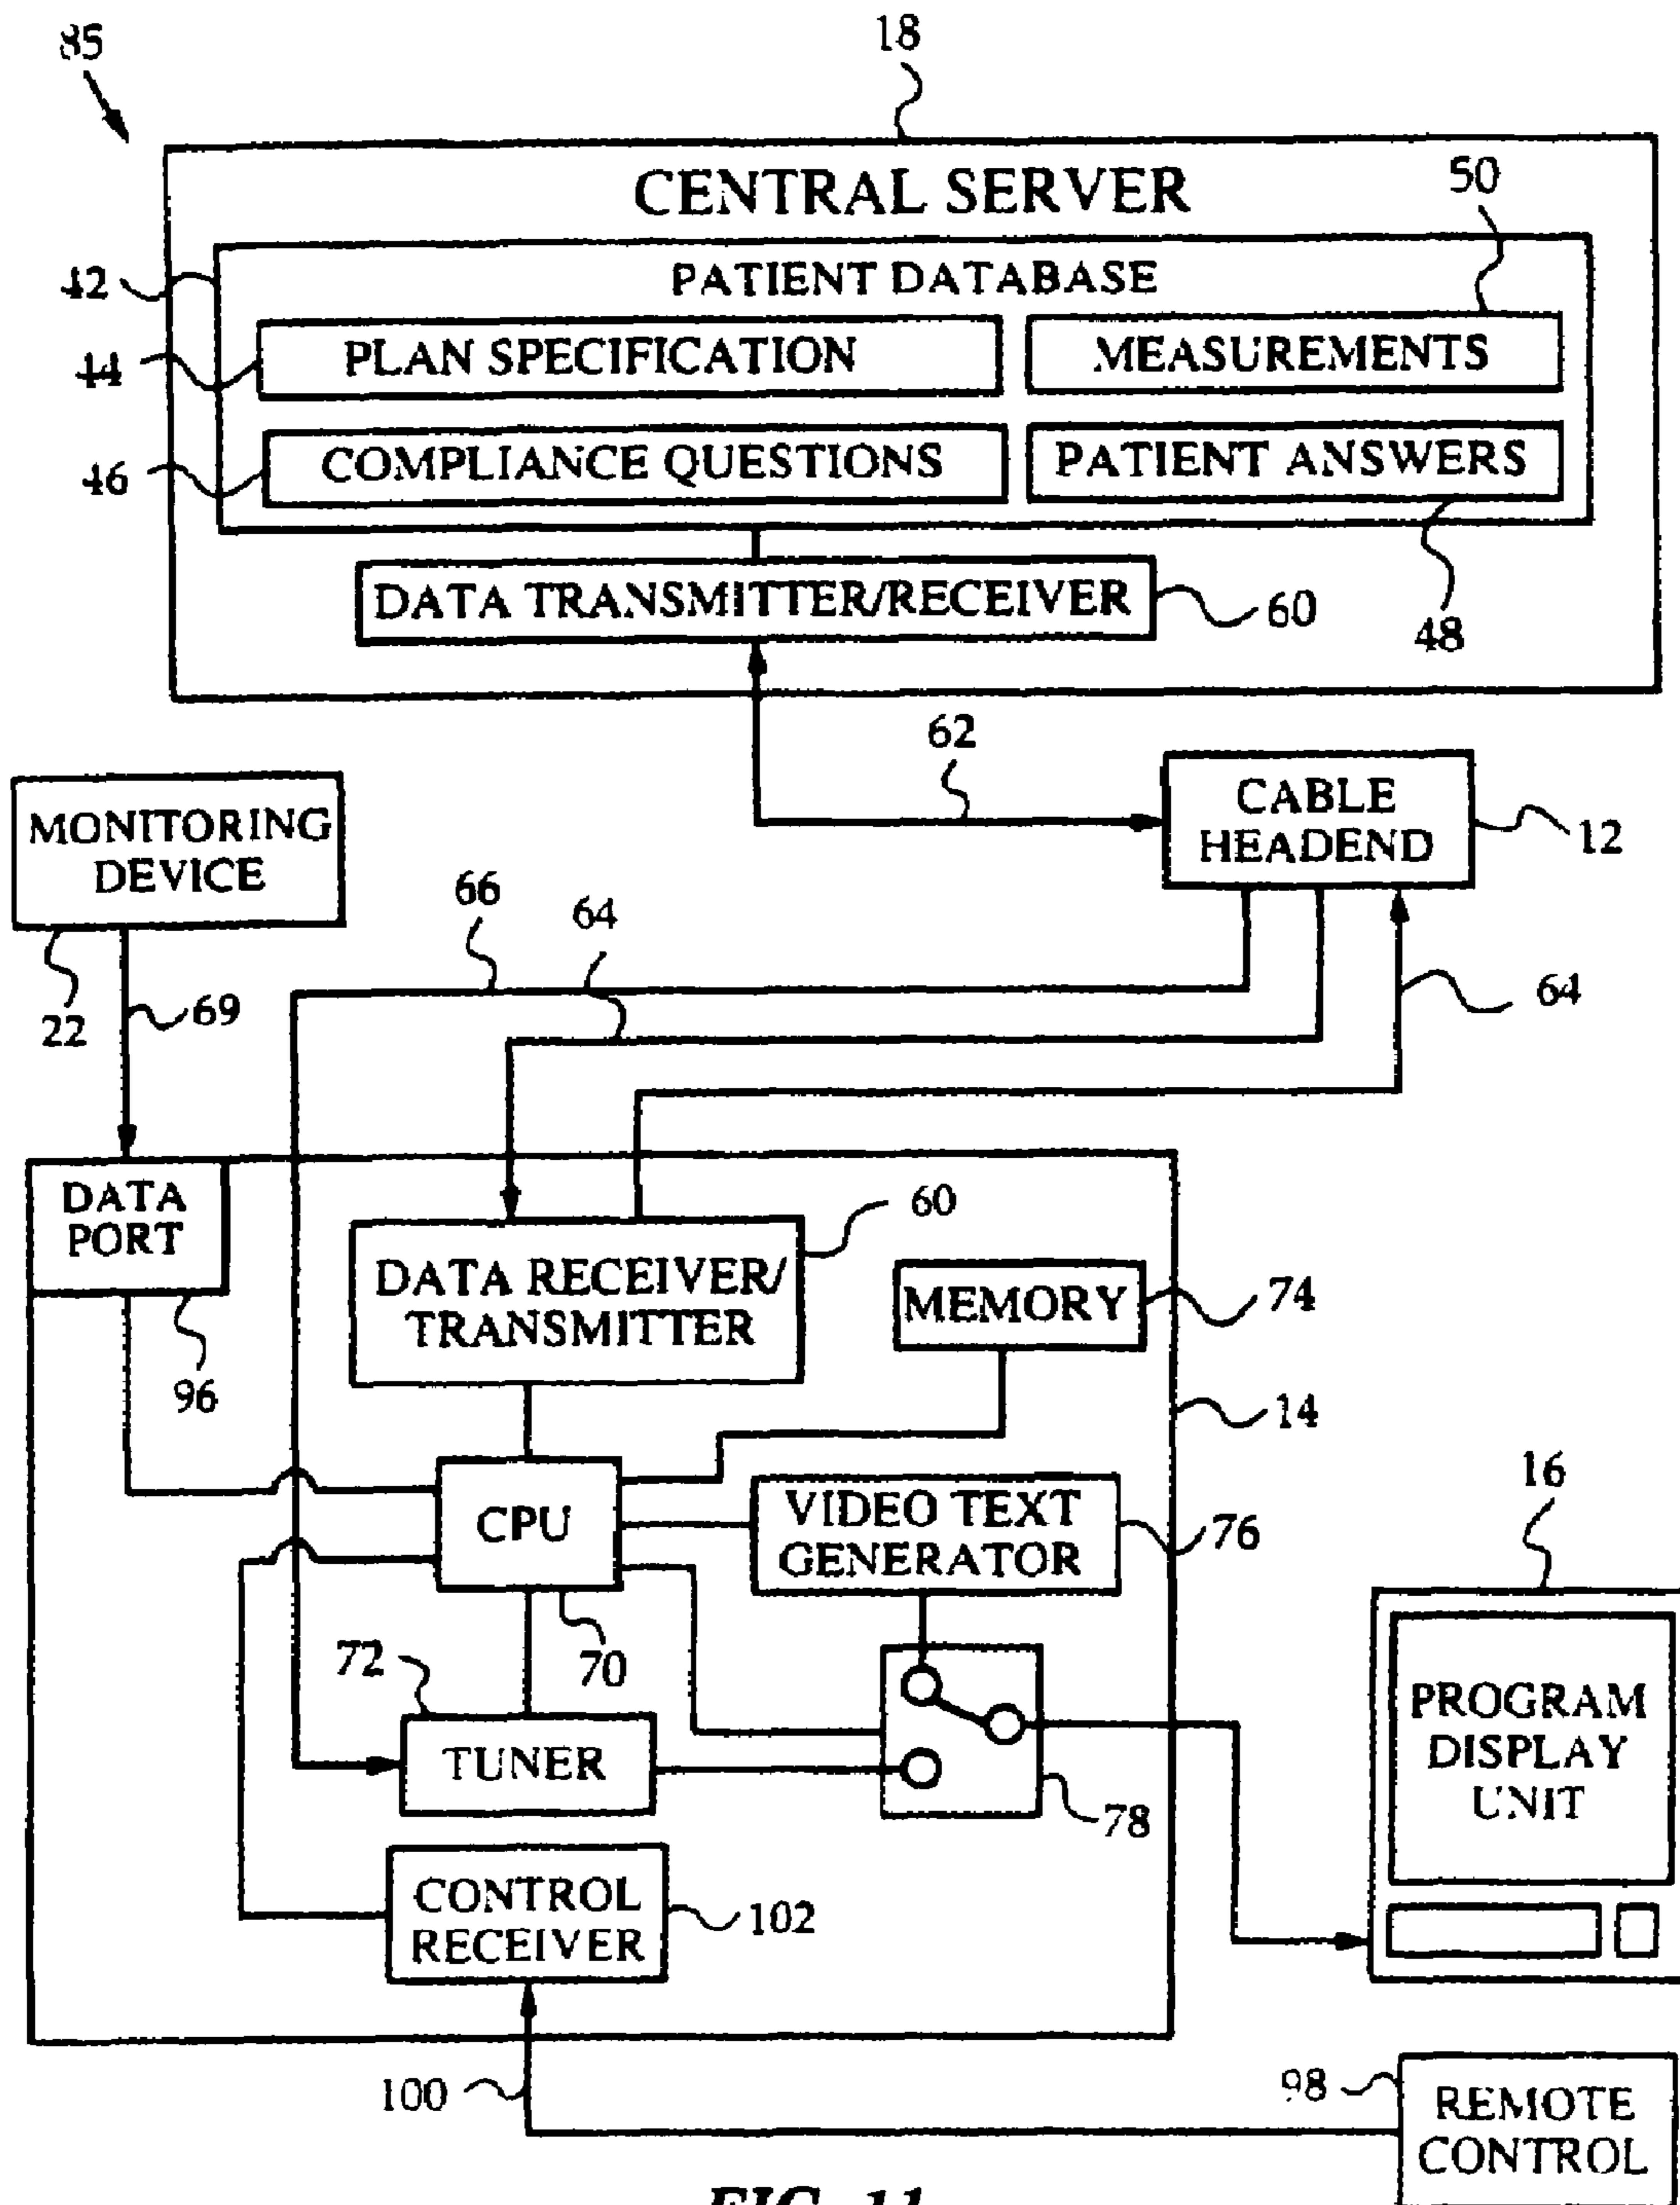 85
18
CENTRAL SERVER
50
42
PATIENT DATABASE
44
PLAN SPECIFICATION
MEASUREMENTS
46
COMPLIANCE QUESTIONS
PATIENT ANSWERS
DATA TRANSMITTER/RECEIVER
60
48
62
MONITORING
DEVICE
CABLE
HEADEND
12
66
64
22
69
64
DATA
PORT
60
DATA RECEIVER/
TRANSMITTER
MEMORY
74
96
14
CPU
VIDEO TEXT
GENERATOR
76
16
72
70
TUNER
78
PROGRAM
DISPLAY
UNIT
CONTROL
RECEIVER
102
100
98
REMOTE
CONTROL
FIG. 11